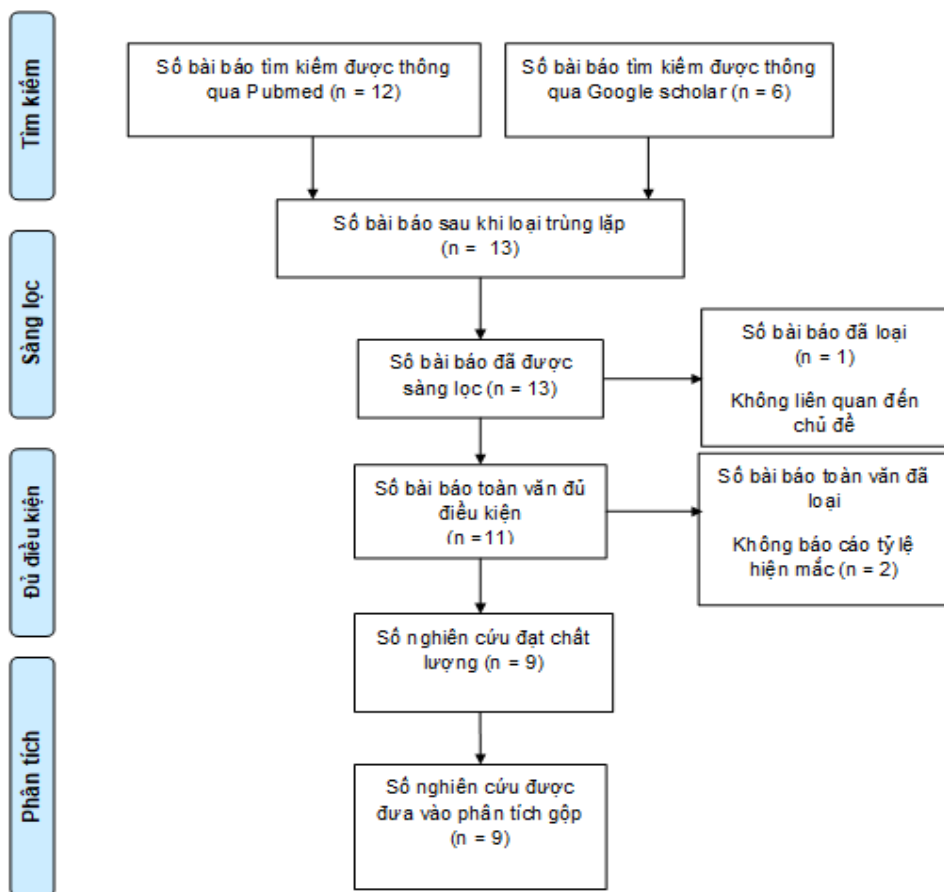 Tìm kiếm
Số bài báo tìm kiếm được thông
qua Pubmed (n = 12)
Số bài báo tìm kiếm được thông
qua Google scholar (n = 6)
Sàng lọc
Số bài báo sau khi loại trùng lặp
(n = 13)
Số bài báo đã được
sàng lọc (n = 13)
Số bài báo đã loại
(n = 1)
Không liên quan đến
chủ đề
Đủ điều kiện
Số bài báo toàn văn đủ
điều kiện
(n =11)
Số bài báo toàn văn đã
loại
Không báo cáo tỷ lệ
hiện mắc (n = 2)
Số nghiên cứu đạt chất
lượng (n = 9)
Phân tích
Số nghiên cứu được
đưa vào phân tích gộp
(n = 9)